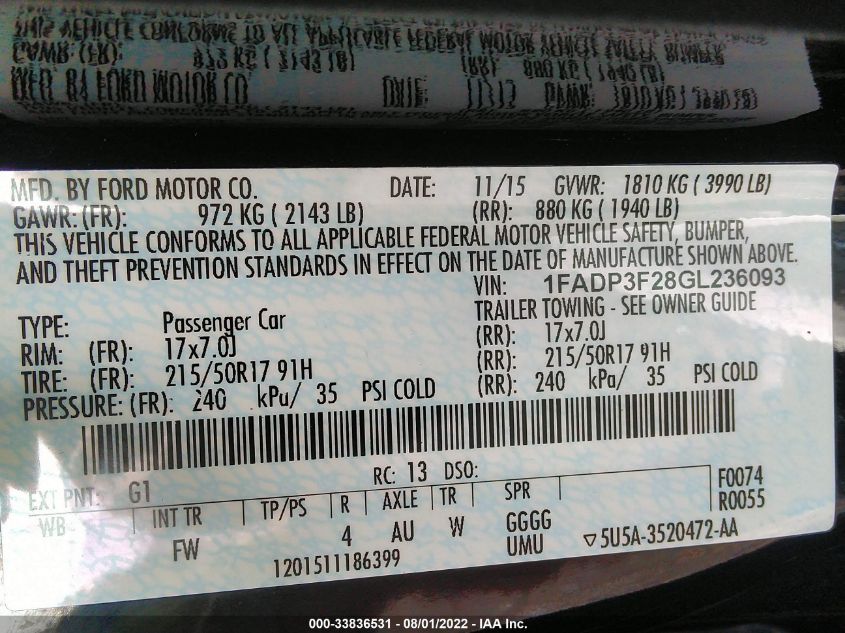 MFD. BY FORD MOTOR CO. DATE: 11/15 GVWR: 1810 KG ( 3990 LB)
GAWR: (FR): 972 KG ( 2143 LB) (RR): 880 KG ( 1940 LB)
THIS VEHICLE CONFORMS TO ALL APPLICABLE FEDERAL MOTOR VEHICLE SAFETY, BUMPER,
AND THEFT PREVENTION STANDARDS IN EFFECT ON THE DATE OF MANUFACTURE SHOWN ABOVE.
VIN: 1FADP3F28GL236093
TRAILER TOWING - SEE OWNER GUIDE
TYPE: Passenger Car
RIM: (FR): 17x7.0J (RR): 17x7.0J
TIRE: (FR): 215/50R17 91H (RR): 215/50R17 91H
PRESSURE: (FR): 240 kPu/ 35 PSI COLD (RR): 240 kPa/ 35 PSI COLD
EXT PNT: G1 RC: 13 DSO: F0074
R0055
WB INT TR TP/PS R AXLE TR SPR
FW 4 AU W GGGG
UMU
1201511186399 5U5A-3520472-AA
000-33836531 - 08/01/2022 - IAA Inc.